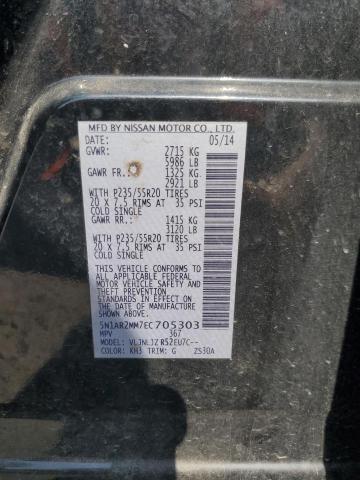 MFD BY NISSAN MOTOR CO., LTD.
DATE: 05/14
GVWR: 2715 KG
5986 LB
GAWR FR.: 1325 KG.
2921 LB
WITH P235/55R20 TIRES
20 X 7.5 RIMS AT 35 PSI
COLD SINGLE
GAWR RR.: 1415 KG
3120 LB
WITH P235/55R20 TIRES
20 X 7.5 RIMS AT 35 PSI
COLD SINGLE
THIS VEHICLE CONFORMS TO
ALL APPLICABLE FEDERAL
MOTOR VEHICLE SAFETY AND
THEFT PREVENTION
STANDARDS IN EFFECT ON
THE DATE OF MANUFACTURE
SHOWN ABOVE.
5N1AR2MM7EC705303
MPV 367
MODEL: VLJNLJZ R52EU7C--
COLOR: KH3 TRIM: G ZS30A